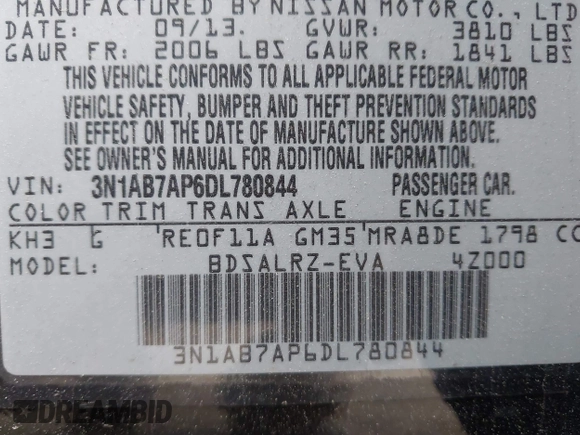 MANUFACTURED BY NISSAN MOTOR CO., LTD
DATE: 09/13. GVWR: 3810 LBS
GAWR FR: 2006 LBS GAWR RR: 1841 LBS
THIS VEHICLE CONFORMS TO ALL APPLICABLE FEDERAL MOTOR
VEHICLE SAFETY, BUMPER AND THEFT PREVENTION STANDARDS
IN EFFECT ON THE DATE OF MANUFACTURE SHOWN ABOVE.
SEE OWNER'S MANUAL FOR ADDITIONAL INFORMATION.
VIN: 3N1AB7AP6DL780844 PASSENGER CAR.
COLOR TRIM TRANS AXLE ENGINE
KH3 G RE0F11A GM35 MRA8DE 1798 CC
MODEL: BDSALRZ-EVA 4Z000
3N1AB7AP6DL780844
DREAMBID